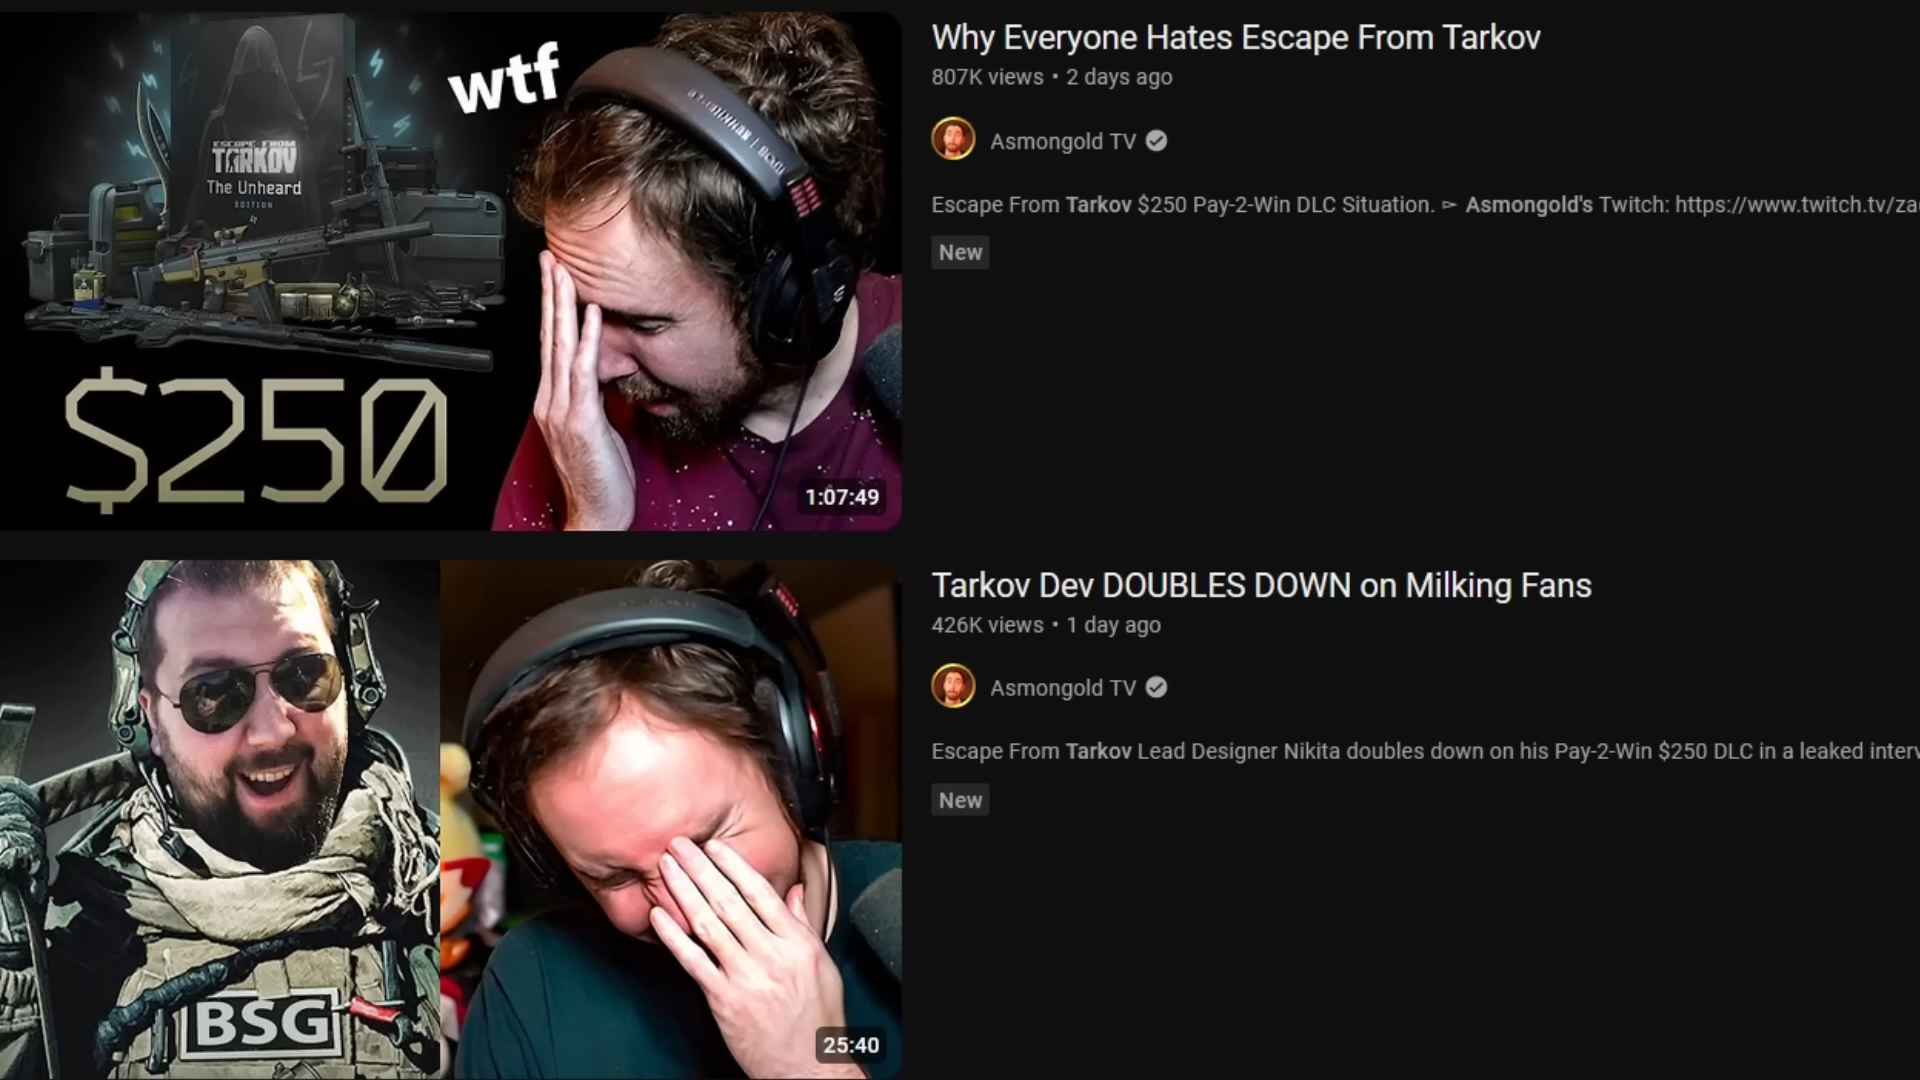 wtf
ESCAPE FROM
TARKOV
The Unheard
EDITION
$250
1:07:49
Why Everyone Hates Escape From Tarkov
807K views • 2 days ago
Asmongold TV
Escape From Tarkov $250 Pay-2-Win DLC Situation. ► Asmongold's Twitch: https://www.twitch.tv/za
New
BSG
25:40
Tarkov Dev DOUBLES DOWN on Milking Fans
426K views • 1 day ago
Asmongold TV
Escape From Tarkov Lead Designer Nikita doubles down on his Pay-2-Win $250 DLC in a leaked interv
New